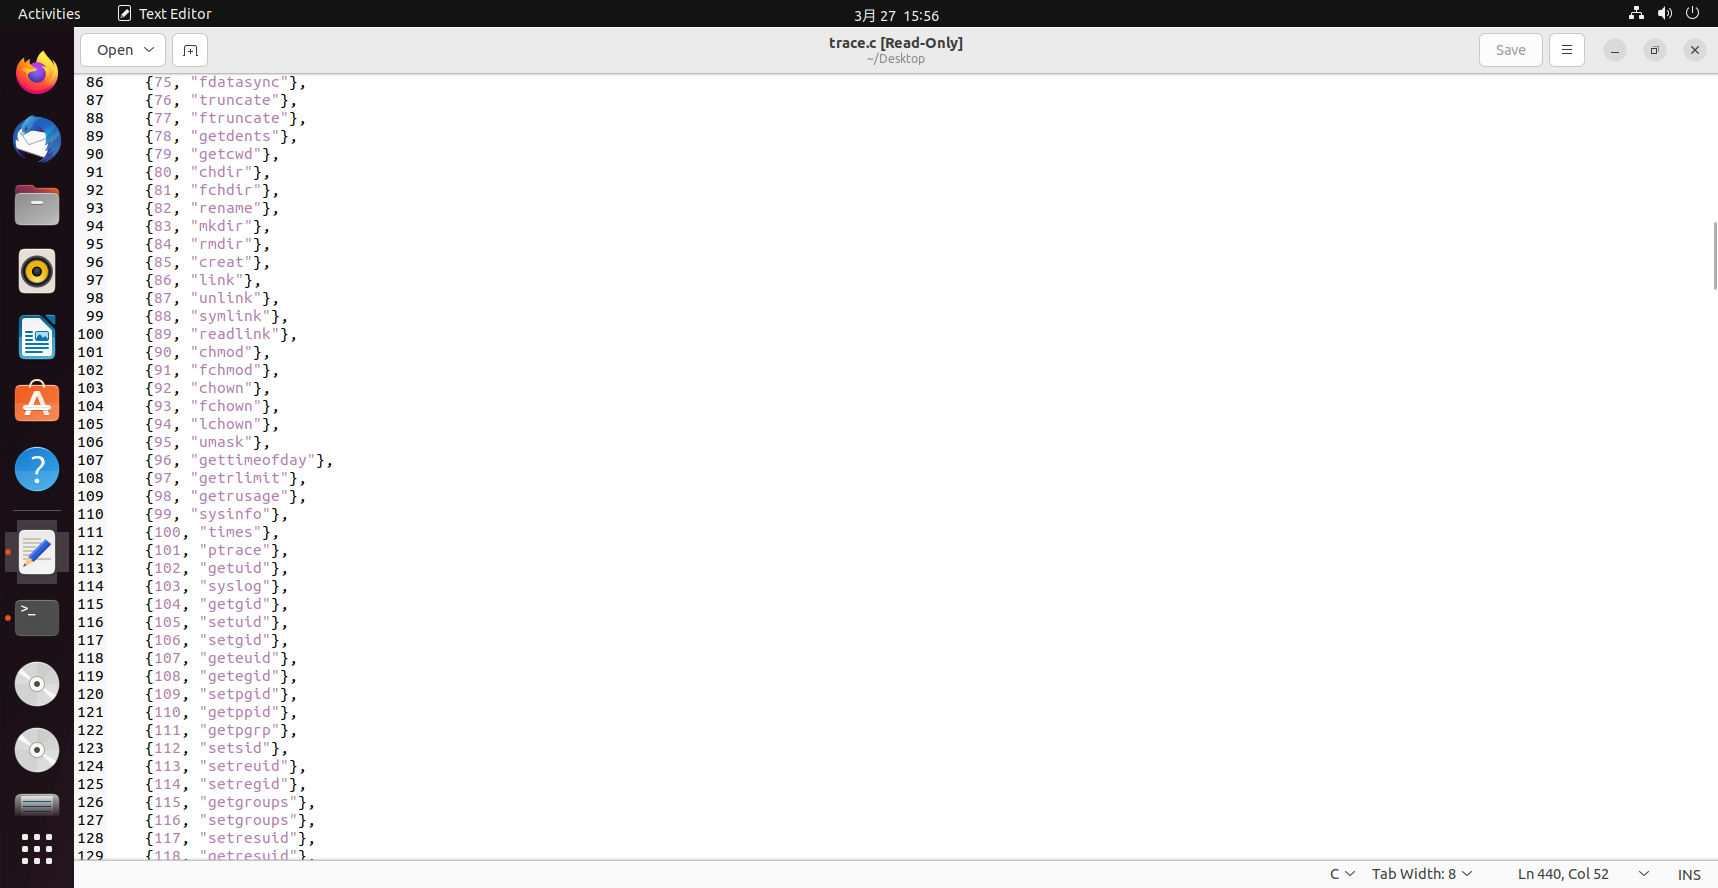 Activities Text Editor 3月 27 15:56
Open trace.c [Read-Only] Save
~/Desktop
86 {75, "fdatasync"},
87 {76, "truncate"},
88 {77, "ftruncate"},
89 {78, "getdents"},
90 {79, "getcwd"},
91 {80, "chdir"},
92 {81, "fchdir"},
93 {82, "rename"},
94 {83, "mkdir"},
95 {84, "rmdir"},
96 {85, "creat"},
97 {86, "link"},
98 {87, "unlink"},
99 {88, "symlink"},
100 {89, "readlink"},
101 {90, "chmod"},
102 {91, "fchmod"},
103 {92, "chown"},
104 {93, "fchown"},
105 {94, "lchown"},
106 {95, "umask"},
107 {96, "gettimeofday"},
108 {97, "getrlimit"},
109 {98, "getrusage"},
110 {99, "sysinfo"},
111 {100, "times"},
112 {101, "ptrace"},
113 {102, "getuid"},
114 {103, "syslog"},
115 {104, "getgid"},
116 {105, "setuid"},
117 {106, "setgid"},
118 {107, "geteuid"},
119 {108, "getegid"},
120 {109, "setpgid"},
121 {110, "getppid"},
122 {111, "getpgrp"},
123 {112, "setsid"},
124 {113, "setreuid"},
125 {114, "setregid"},
126 {115, "getgroups"},
127 {116, "setgroups"},
128 {117, "setresuid"},
129 {118, "getresuid"},
C Tab Width: 8 Ln 440, Col 52 INS